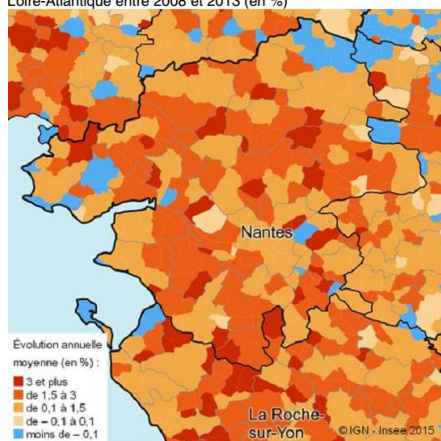 Loire-Atlantique entre 2008 et 2013 (en %)
Nantes
Évolution annuelle
moyenne (en %) :
3 et plus
de 1,5 à 3
de 0,1 à 1,5
de – 0,1 à 0,1
moins de – 0,1
La Roche-
sur-Yon
© IGN - Insee 2015